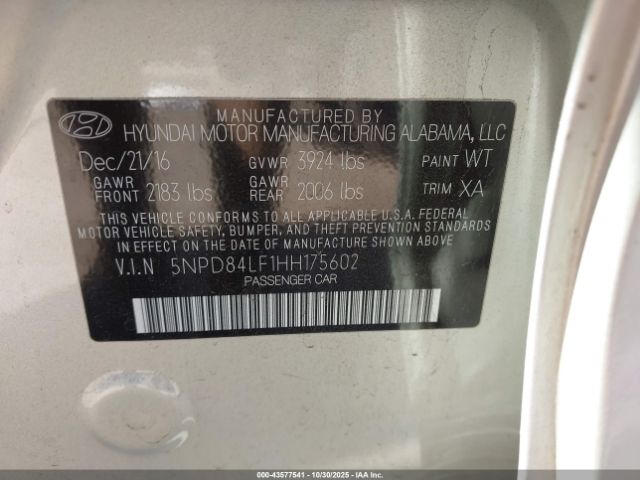 MANUFACTURED BY
HYUNDAI MOTOR MANUFACTURING ALABAMA, LLC
Dec/21/16 GVWR 3924 lbs PAINT WT
GAWR FRONT 2183 lbs GAWR REAR 2006 lbs TRIM XA
THIS VEHICLE CONFORMS TO ALL APPLICABLE U.S.A. FEDERAL
MOTOR VEHICLE SAFETY, BUMPER, AND THEFT PREVENTION
STANDARDS IN EFFECT ON THE DATE OF MANUFACTURE SHOWN ABOVE.
V.I.N 5NPD84LF1HH175602
PASSENGER CAR
000-43577541 | 10/30/2025 | IAA, Inc.